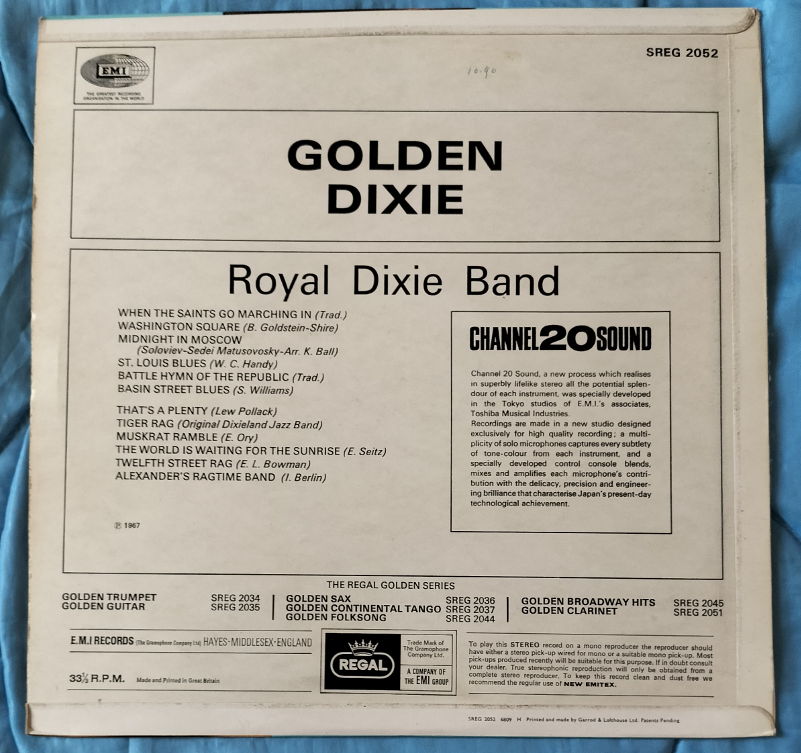 EMI
THE GREATEST RECORDING
ORGANISATION IN THE WORLD
SREG 2052
10.90
GOLDEN
DIXIE
Royal Dixie Band
WHEN THE SAINTS GO MARCHING IN (Trad.)
WASHINGTON SQUARE (B. Goldstein-Shire)
MIDNIGHT IN MOSCOW
(Soloviev-Sedei Matusovosky-Arr. K. Ball)
ST. LOUIS BLUES (W. C. Handy)
BATTLE HYMN OF THE REPUBLIC (Trad.)
BASIN STREET BLUES (S. Williams)
THAT'S A PLENTY (Lew Pollack)
TIGER RAG (Original Dixieland Jazz Band)
MUSKRAT RAMBLE (E. Ory)
THE WORLD IS WAITING FOR THE SUNRISE (E. Seitz)
TWELFTH STREET RAG (E. L. Bowman)
ALEXANDER'S RAGTIME BAND (I. Berlin)
℗ 1967
CHANNEL 20 SOUND
Channel 20 Sound, a new process which realises
in superbly lifelike stereo all the potential splen-
dour of each instrument, was specially developed
in the Tokyo studios of E.M.I.'s associates,
Toshiba Musical Industries.
Recordings are made in a new studio designed
exclusively for high quality recording; a multi-
plicity of solo microphones captures every subtlety
of tone-colour from each instrument, and a
specially developed control console blends,
mixes and amplifies each microphone's contri-
bution with the delicacy, precision and engineer-
ing brilliance that characterise Japan's present-day
technological achievement.
THE REGAL GOLDEN SERIES
GOLDEN TRUMPET SREG 2034
GOLDEN GUITAR SREG 2035
GOLDEN SAX SREG 2036
GOLDEN CONTINENTAL TANGO SREG 2037
GOLDEN FOLKSONG SREG 2044
GOLDEN BROADWAY HITS SREG 2045
GOLDEN CLARINET SREG 2051
E.M.I RECORDS (The Gramophone Company Ltd) HAYES·MIDDLESEX·ENGLAND
33⅓ R.P.M. Made and Printed in Great Britain
REGAL
Trade Mark of
The Gramophone
Company Ltd.
A COMPANY OF
THE EMI GROUP
To play this STEREO record on a mono reproducer the reproducer should
have either a stereo pick-up wired for mono or a suitable mono pick-up. Most
pick-ups produced recently will be suitable for this purpose. If in doubt consult
your dealer. True stereophonic reproduction will only be obtained from a
complete stereo reproducer. To keep this record clean and dust free we
recommend the regular use of NEW EMITEX.
SREG 2052 6809 H Printed and made by Garrod & Lofthouse Ltd. Patents Pending